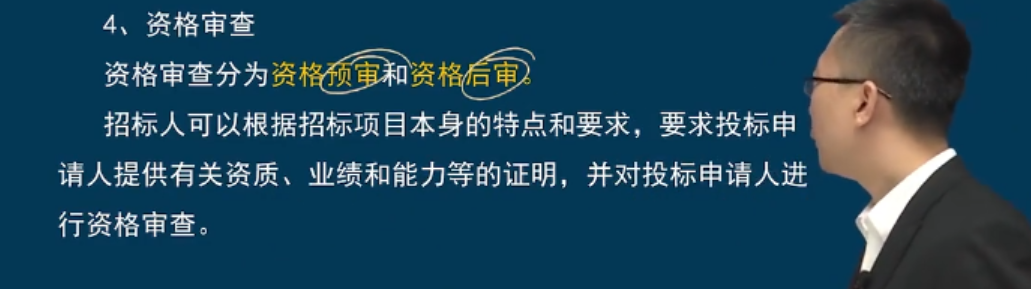 4、资格审查
资格审查分为资格预审和资格后审。
招标人可以根据招标项目本身的特点和要求，要求投标申
请人提供有关资质、业绩和能力等的证明，并对投标申请人进
行资格审查。